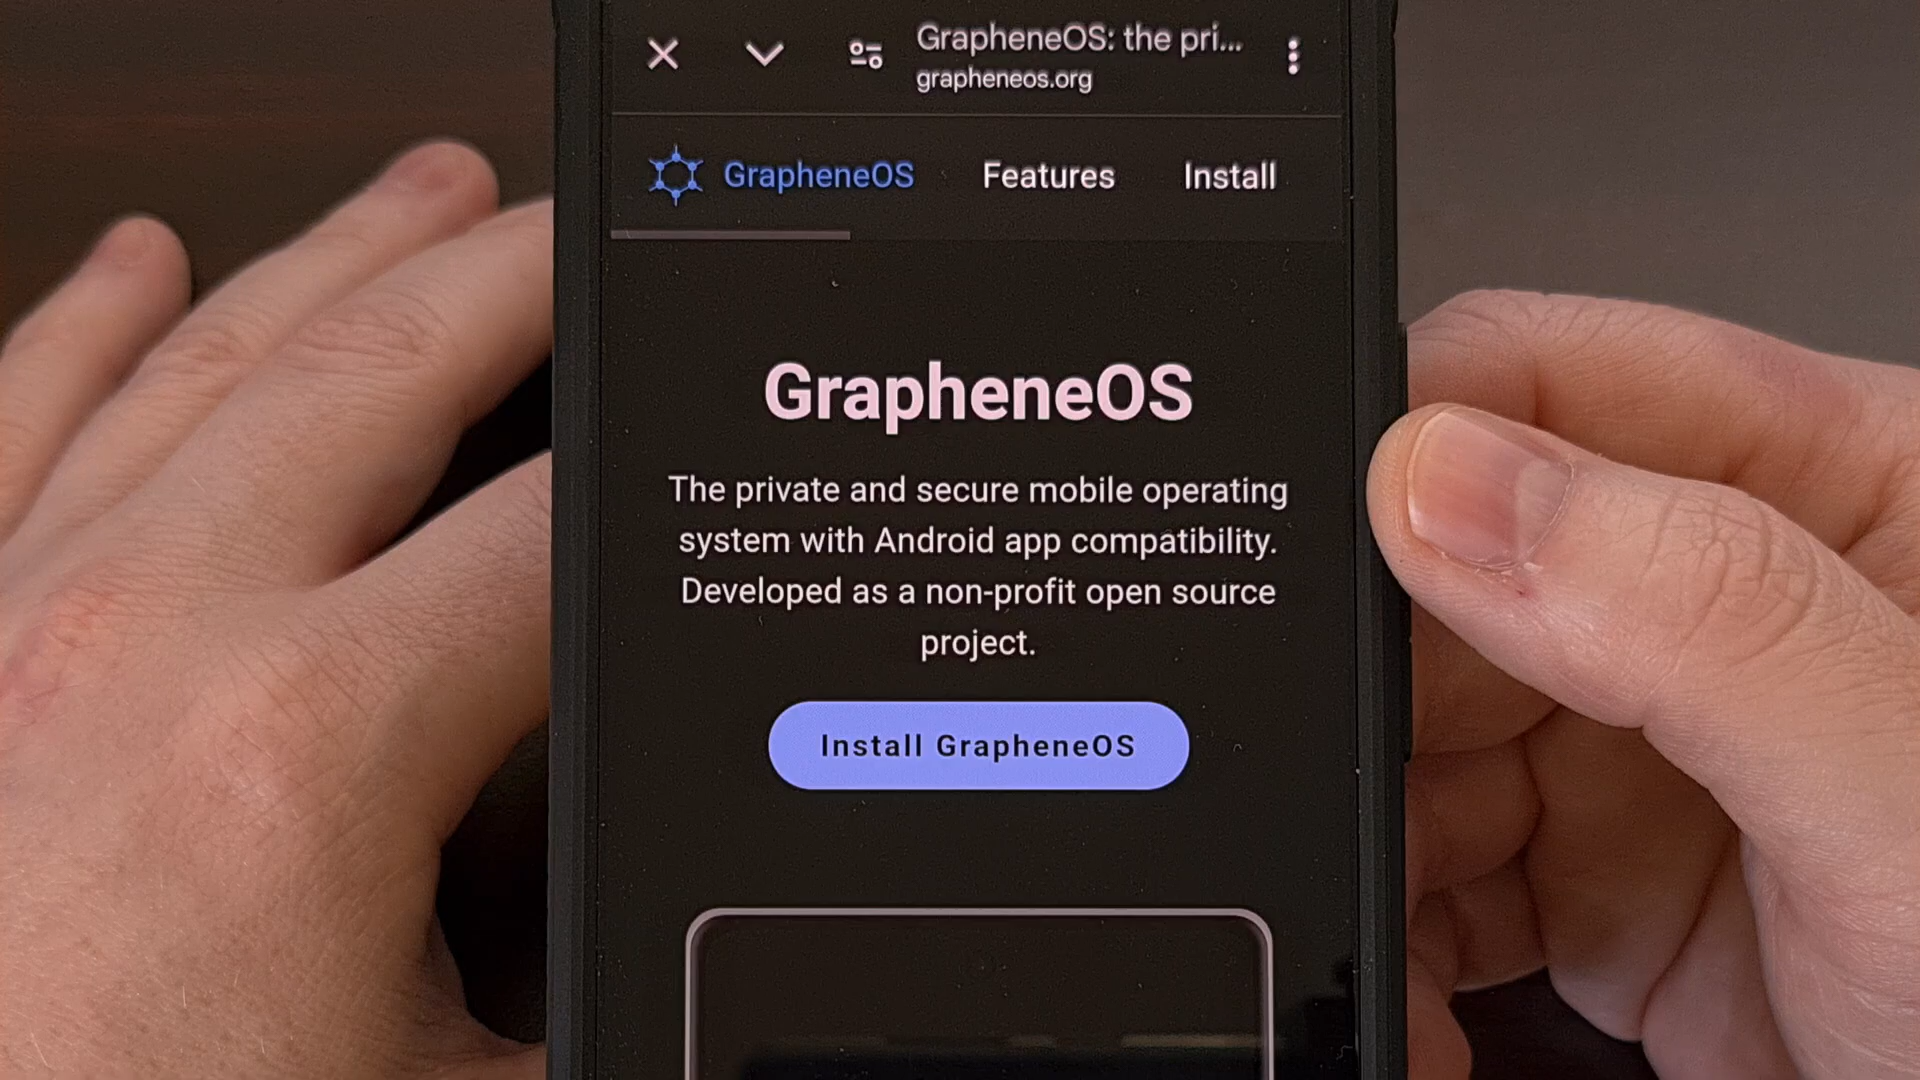 GrapheneOS: the pri...
grapheneos.org
GrapheneOS Features Install
GrapheneOS
The private and secure mobile operating
system with Android app compatibility.
Developed as a non-profit open source
project.
Install GrapheneOS